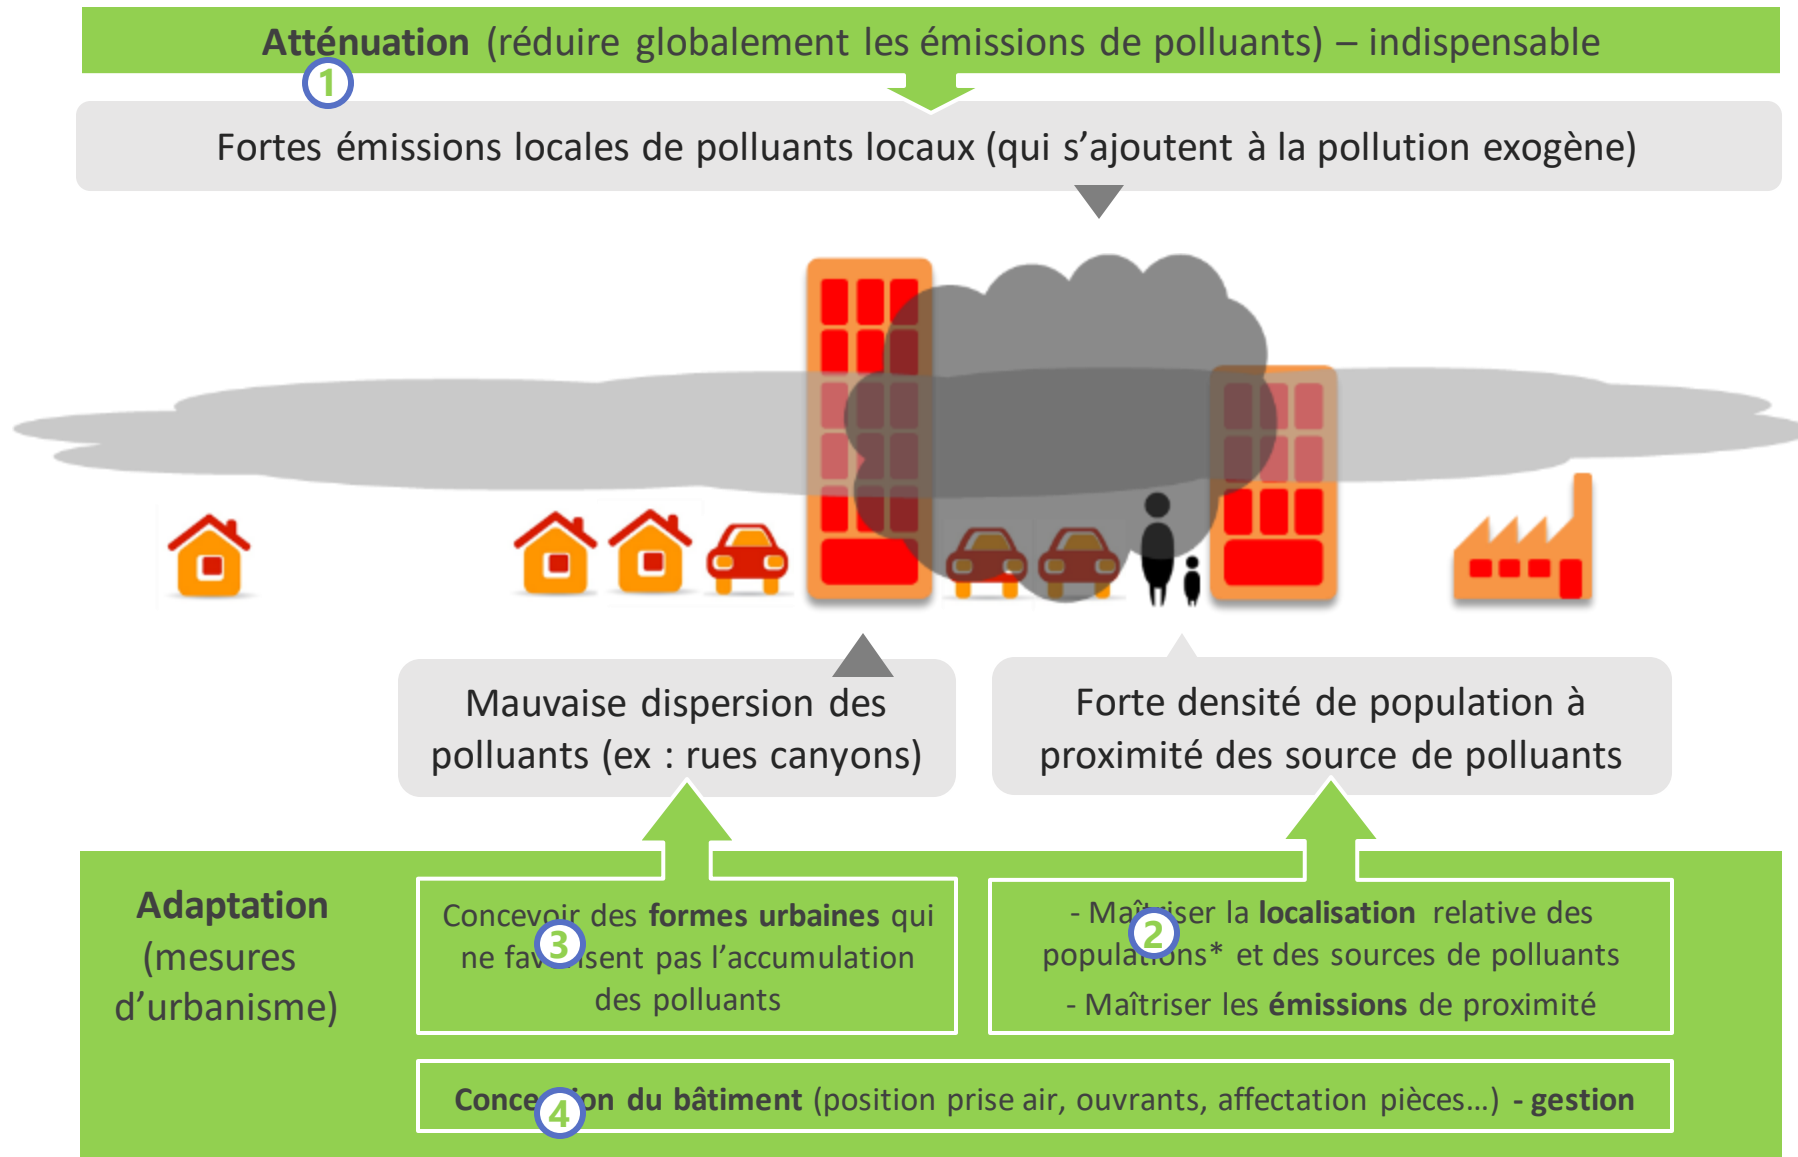 Atténuation (réduire globalement les émissions de polluants) – indispensable
1
Fortes émissions locales de polluants locaux (qui s’ajoutent à la pollution exogène)
Mauvaise dispersion des
polluants (ex : rues canyons)
Forte densité de population à
proximité des source de polluants
Adaptation
(mesures
d’urbanisme)
Concevoir des formes urbaines qui
3
ne favorisent pas l’accumulation
des polluants
- Maîtriser la localisation relative des
2
populations* et des sources de polluants
- Maîtriser les émissions de proximité
Conception du bâtiment (position prise air, ouvrants, affectation pièces…) - gestion
4